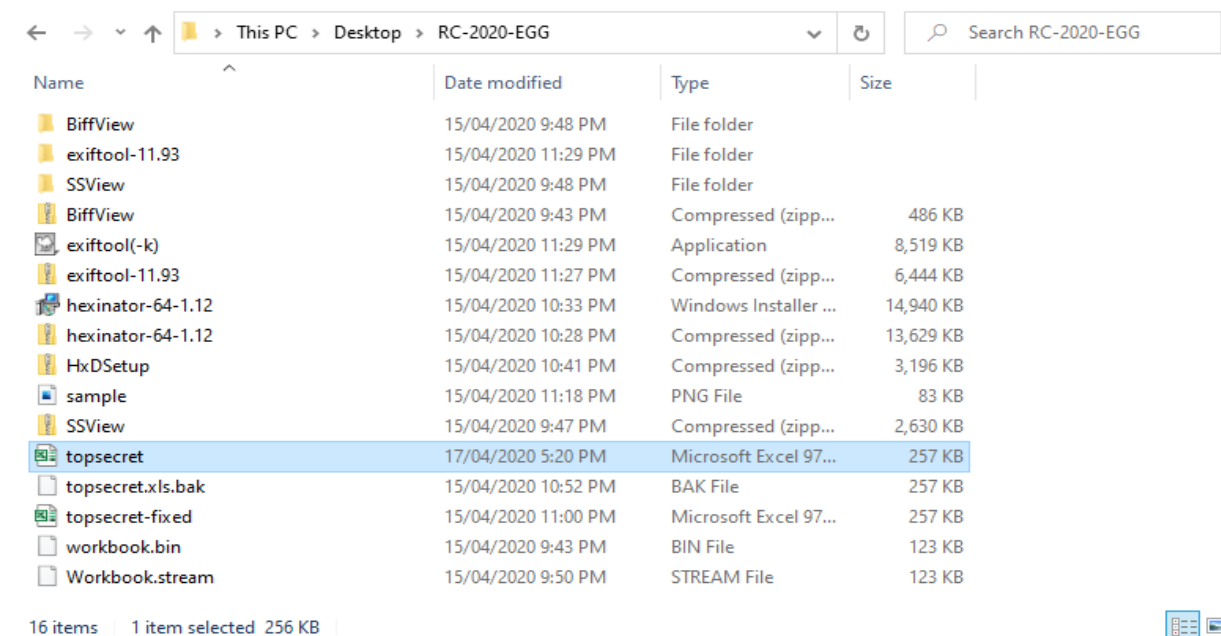 This PC > Desktop > RC-2020-EGG Search RC-2020-EGG
Name Date modified Type Size
BiffView 15/04/2020 9:48 PM File folder
exiftool-11.93 15/04/2020 11:29 PM File folder
SSView 15/04/2020 9:48 PM File folder
BiffView 15/04/2020 9:43 PM Compressed (zipp... 486 KB
exiftool(-k) 15/04/2020 11:29 PM Application 8,519 KB
exiftool-11.93 15/04/2020 11:27 PM Compressed (zipp... 6,444 KB
hexinator-64-1.12 15/04/2020 10:33 PM Windows Installer ... 14,940 KB
hexinator-64-1.12 15/04/2020 10:28 PM Compressed (zipp... 13,629 KB
HxDSetup 15/04/2020 10:41 PM Compressed (zipp... 3,196 KB
sample 15/04/2020 11:18 PM PNG File 83 KB
SSView 15/04/2020 9:47 PM Compressed (zipp... 2,630 KB
topsecret 17/04/2020 5:20 PM Microsoft Excel 97... 257 KB
topsecret.xls.bak 15/04/2020 10:52 PM BAK File 257 KB
topsecret-fixed 15/04/2020 11:00 PM Microsoft Excel 97... 257 KB
workbook.bin 15/04/2020 9:43 PM BIN File 123 KB
Workbook.stream 15/04/2020 9:50 PM STREAM File 123 KB
16 items 1 item selected 256 KB